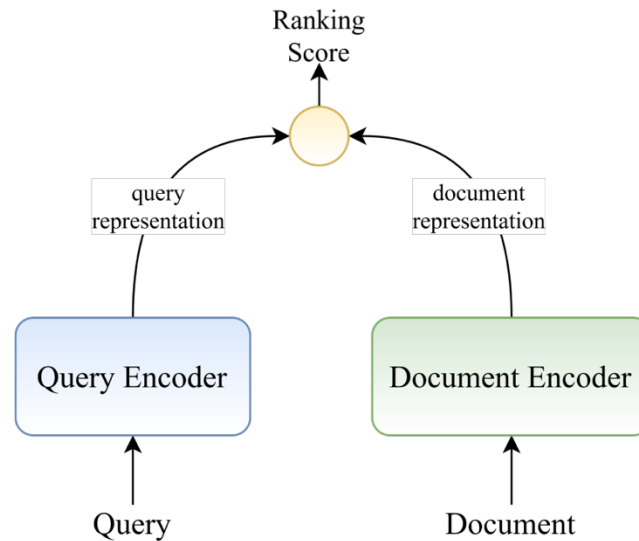 Ranking
Score
query
representation
document
representation
Query Encoder
Document Encoder
Query
Document